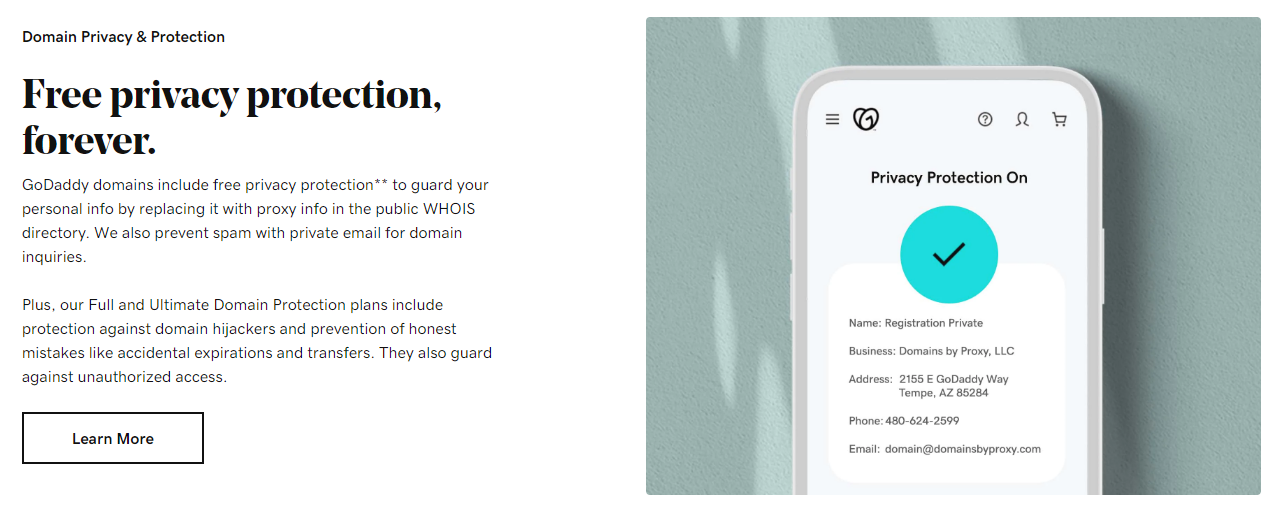 Domain Privacy & Protection
Free privacy protection,
forever.
GoDaddy domains include free privacy protection** to guard your
personal info by replacing it with proxy info in the public WHOIS
directory. We also prevent spam with private email for domain
inquiries.
Plus, our Full and Ultimate Domain Protection plans include
protection against domain hijackers and prevention of honest
mistakes like accidental expirations and transfers. They also guard
against unauthorized access.
Learn More
Privacy Protection On
Name: Registration Private
Business: Domains by Proxy, LLC
Address: 2155 E GoDaddy Way
Tempe, AZ 85284
Phone: 480-624-2599
Email: domain@domainsbyproxy.com